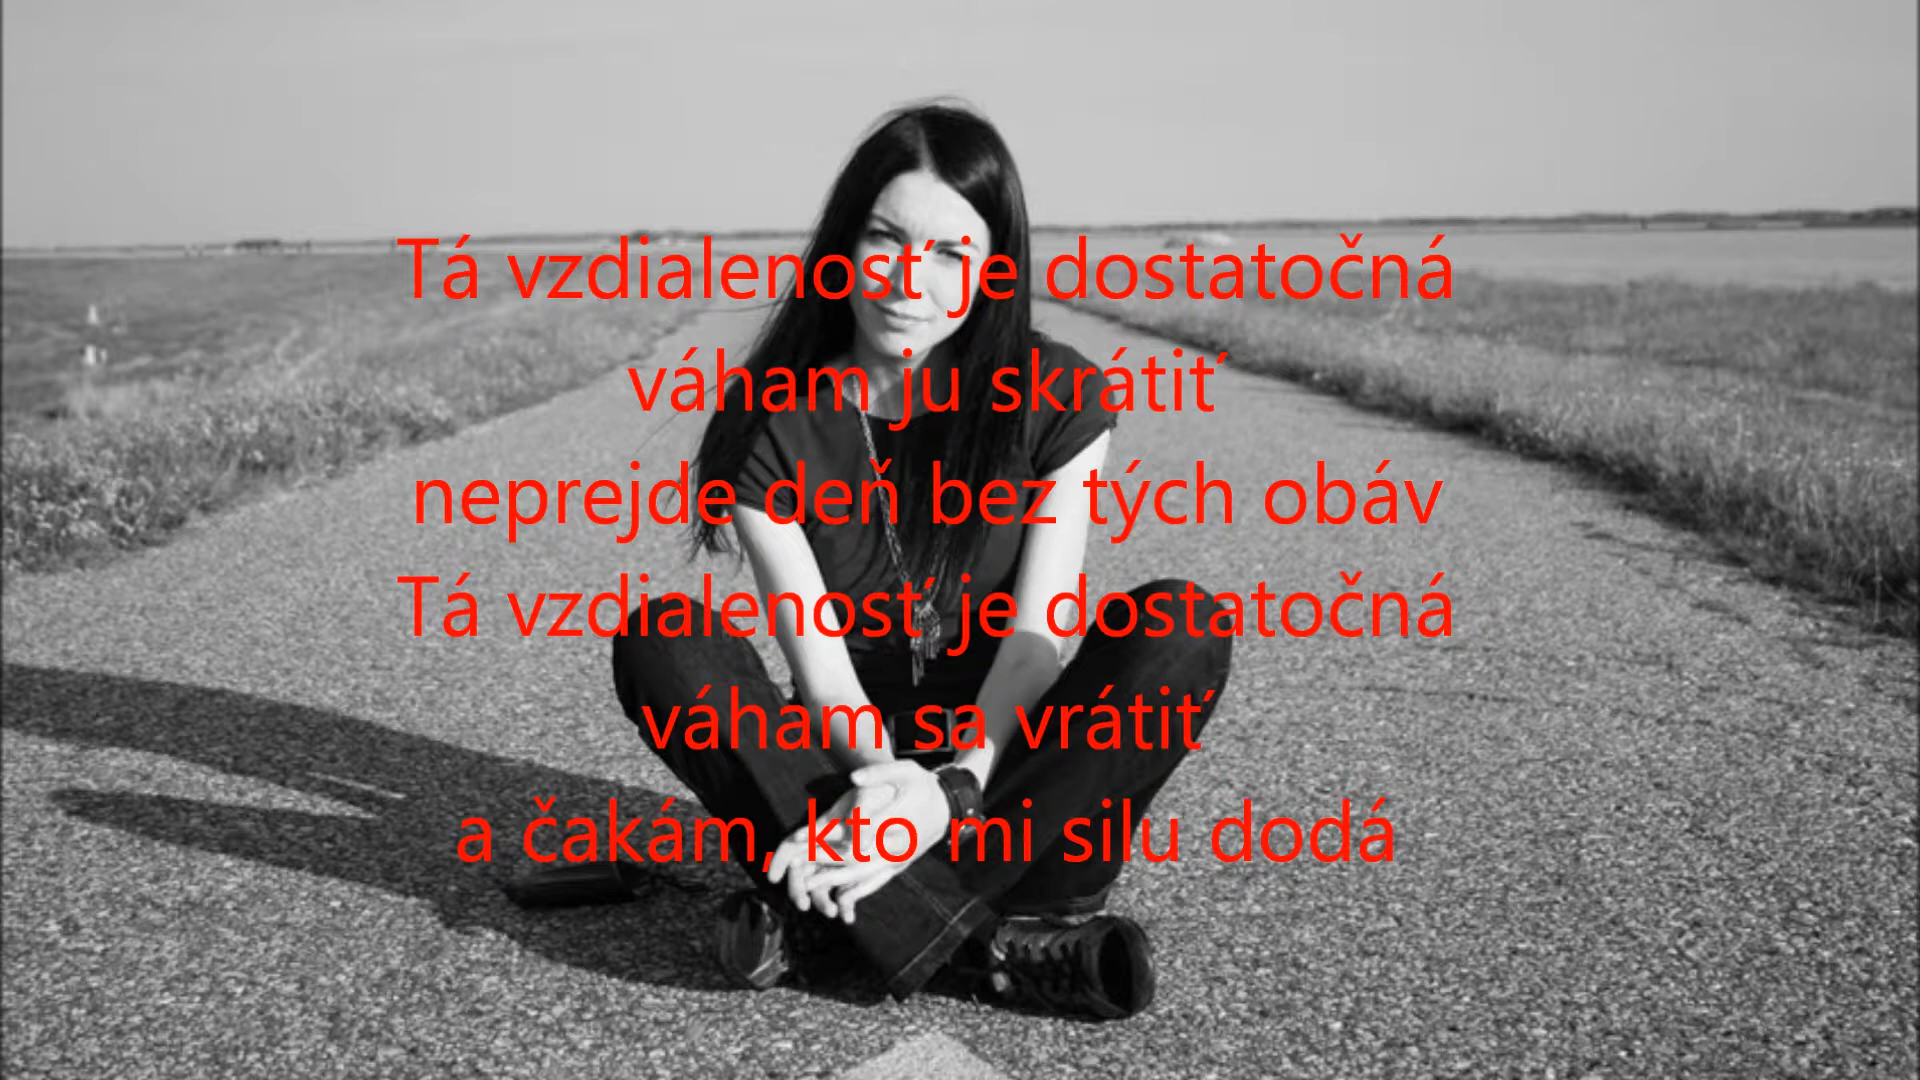 Tá vzdialenosť je dostatočná
váham ju skrátiť
neprejde deň bez tých obáv
Tá vzdialenosť je dostatočná
váham sa vrátiť
a čakám, kto mi silu dodá